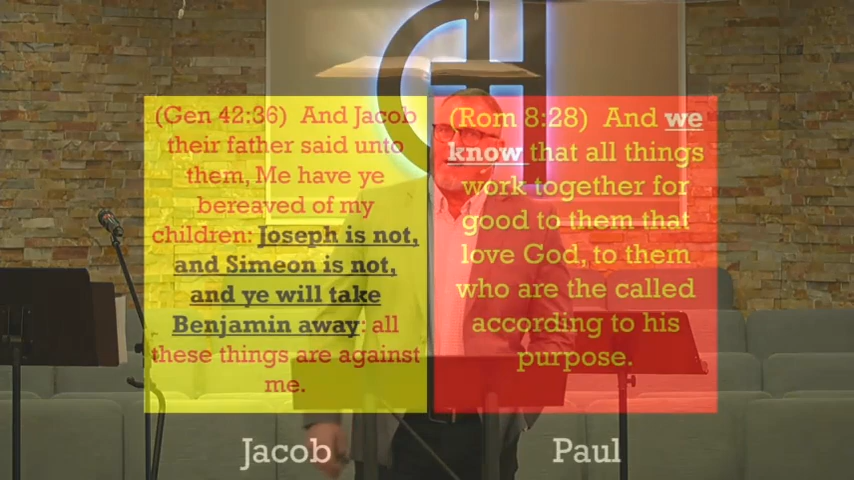 (Gen 42:36) And Jacob
their father said unto
them, Me have ye
bereaved of my
children: Joseph is not,
and Simeon is not,
and ye will take
Benjamin away: all
these things are against
me.
(Rom 8:28) And we
know that all things
work together for
good to them that
love God, to them
who are the called
according to his
purpose.
Jacob
Paul